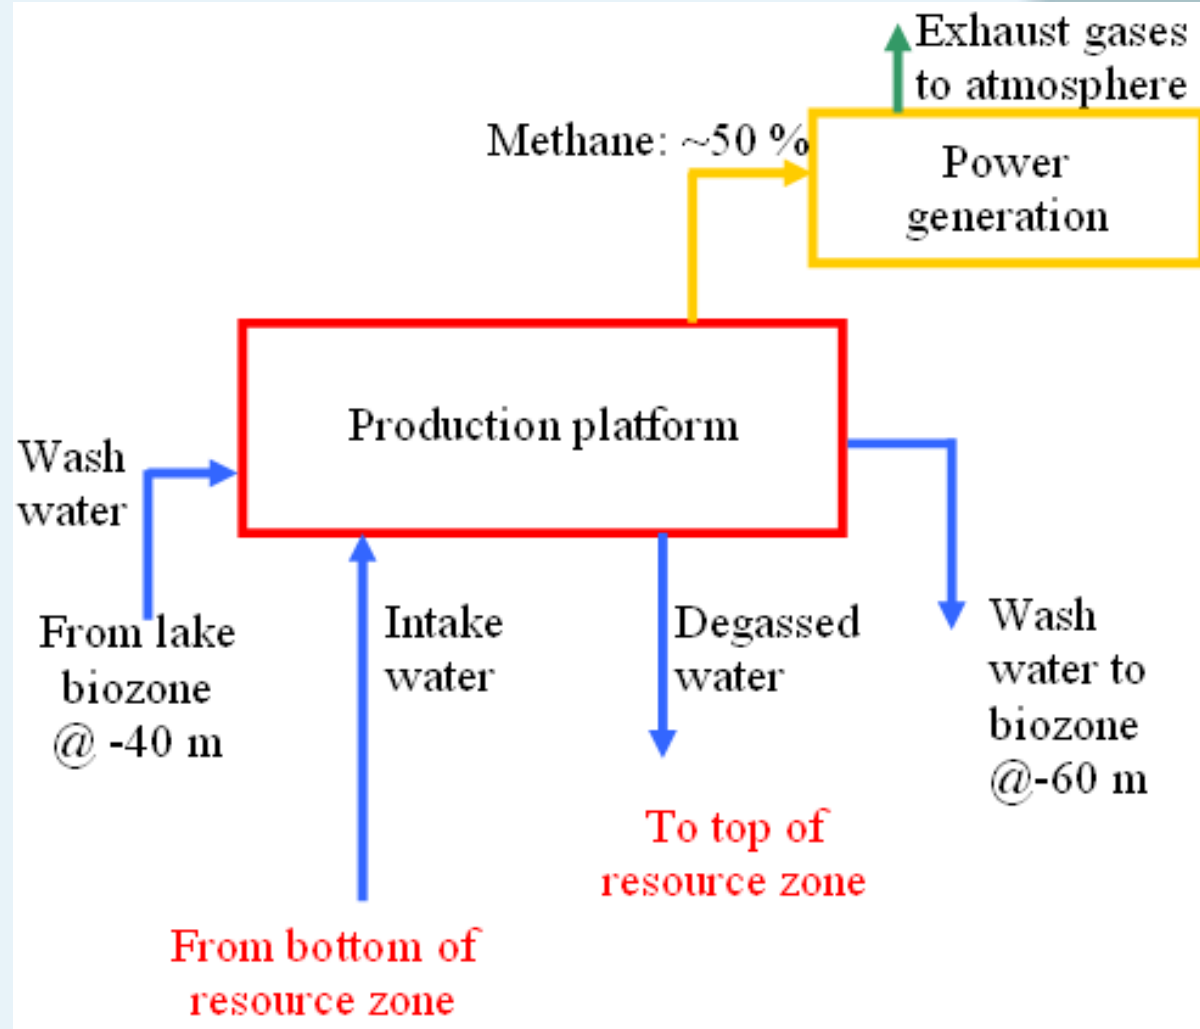 Exhaust gases
to atmosphere
Methane: ~50 %
Power
generation
Production platform
Wash
water
From lake
biozone
@ -40 m
Intake
water
Degassed
water
Wash
water to
biozone
@-60 m
To top of
resource zone
From bottom of
resource zone